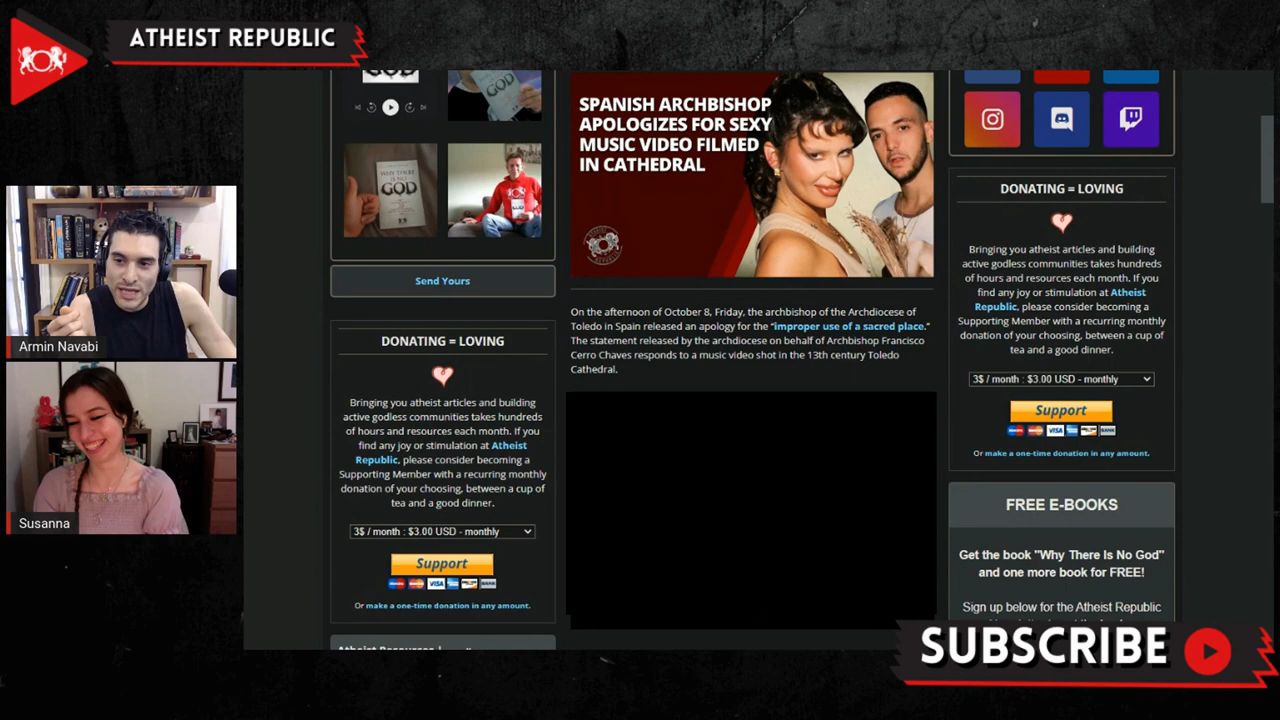 ATHEIST REPUBLIC
Armin Navabi
Susanna
GOD
GOD
WHY THERE
IS NO
GOD
Send Yours
DONATING = LOVING
Bringing you atheist articles and building
active godless communities takes hundreds
of hours and resources each month. If you
find any joy or stimulation at Atheist
Republic, please consider becoming a
Supporting Member with a recurring monthly
donation of your choosing, between a cup of
tea and a good dinner.
3$ / month : $3.00 USD - monthly
Support
VISA
BANK
Or make a one-time donation in any amount.
SPANISH ARCHBISHOP
APOLOGIZES FOR SEXY
MUSIC VIDEO FILMED
IN CATHEDRAL
On the afternoon of October 8, Friday, the archbishop of the Archdiocese of
Toledo in Spain released an apology for the “improper use of a sacred place.”
The statement released by the archdiocese on behalf of Archbishop Francisco
Cerro Chaves responds to a music video shot in the 13th century Toledo
Cathedral.
DONATING = LOVING
Bringing you atheist articles and building
active godless communities takes hundreds
of hours and resources each month. If you
find any joy or stimulation at Atheist
Republic, please consider becoming a
Supporting Member with a recurring monthly
donation of your choosing, between a cup of
tea and a good dinner.
3$ / month : $3.00 USD - monthly
Support
VISA
BANK
Or make a one-time donation in any amount.
FREE E-BOOKS
Get the book "Why There Is No God"
and one more book for FREE!
Sign up below for the Atheist Republic
SUBSCRIBE